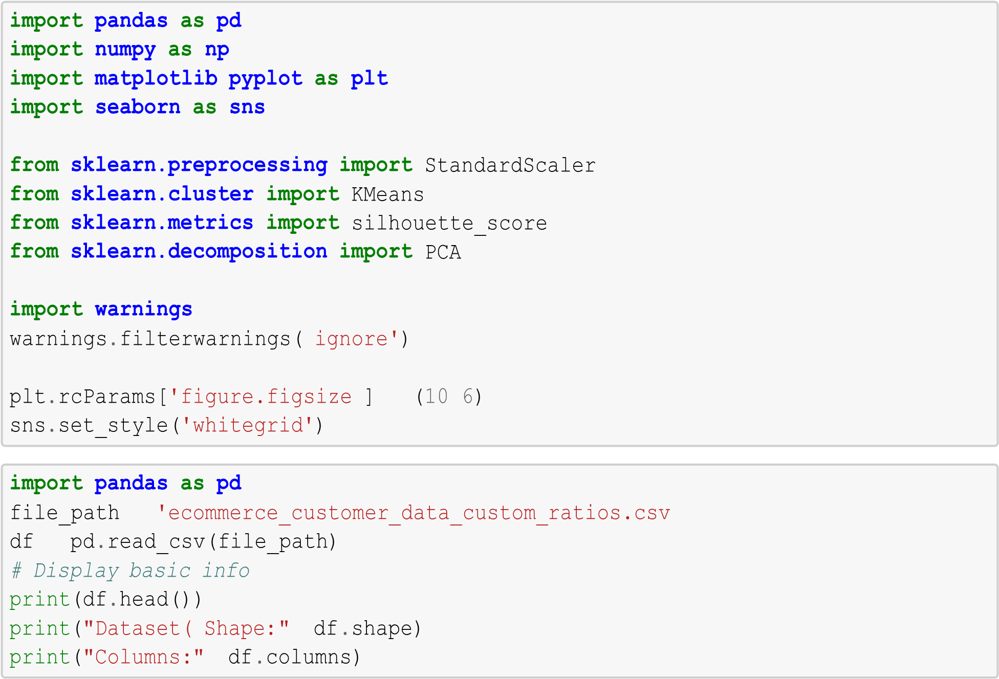 import pandas as pd
import numpy as np
import matplotlib pyplot as plt
import seaborn as sns
from sklearn.preprocessing import StandardScaler
from sklearn.cluster import KMeans
from sklearn.metrics import silhouette_score
from sklearn.decomposition import PCA
import warnings
warnings.filterwarnings( ignore')
plt.rcParams['figure.figsize ]   (10 6)
sns.set_style('whitegrid')
import pandas as pd
file_path   'ecommerce_customer_data_custom_ratios.csv
df   pd.read_csv(file_path)
# Display basic info
print(df.head())
print("Dataset( Shape:"  df.shape)
print("Columns:"  df.columns)